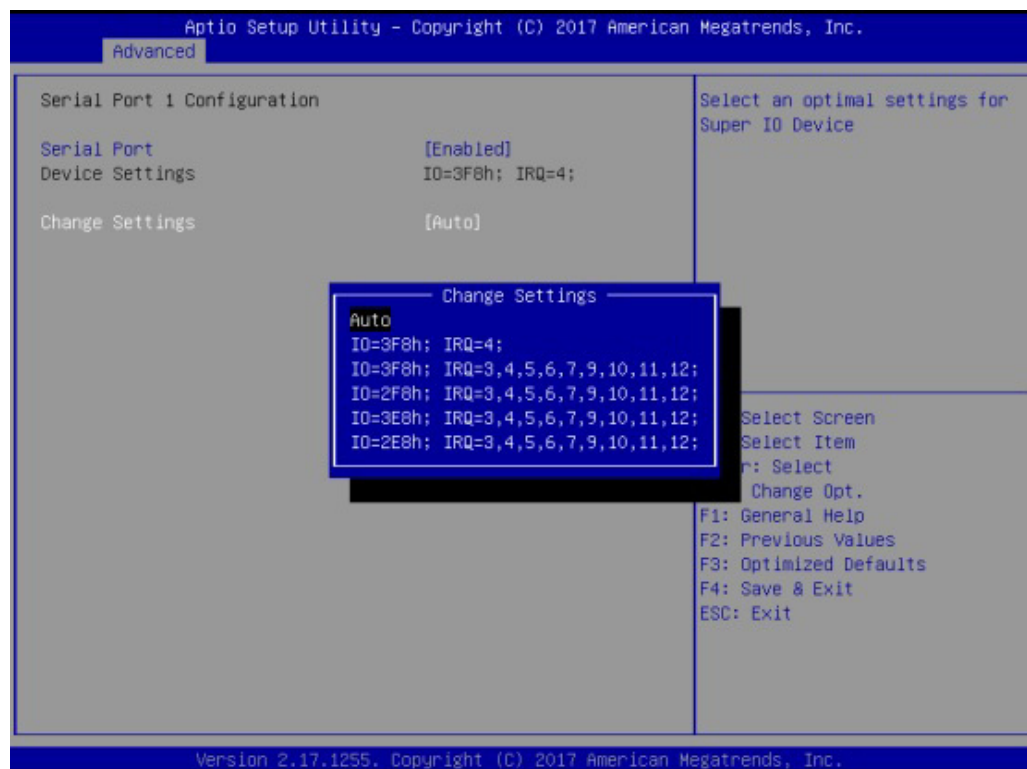 Aptio Setup Utility – Copyright (C) 2017 American Megatrends, Inc.
Advanced
Serial Port 1 Configuration
Serial Port [Enabled]
Device Settings IO=3F8h; IRQ=4;
Change Settings [Auto]
Select an optimal settings for
Super IO Device
Change Settings
Auto
IO=3F8h; IRQ=4;
IO=3F8h; IRQ=3,4,5,6,7,9,10,11,12;
IO=2F8h; IRQ=3,4,5,6,7,9,10,11,12;
IO=3E8h; IRQ=3,4,5,6,7,9,10,11,12;
IO=2E8h; IRQ=3,4,5,6,7,9,10,11,12;
Select Screen
Select Item
r: Select
Change Opt.
F1: General Help
F2: Previous Values
F3: Optimized Defaults
F4: Save & Exit
ESC: Exit
Version 2.17.1255. Copyright (C) 2017 American Megatrends, Inc.